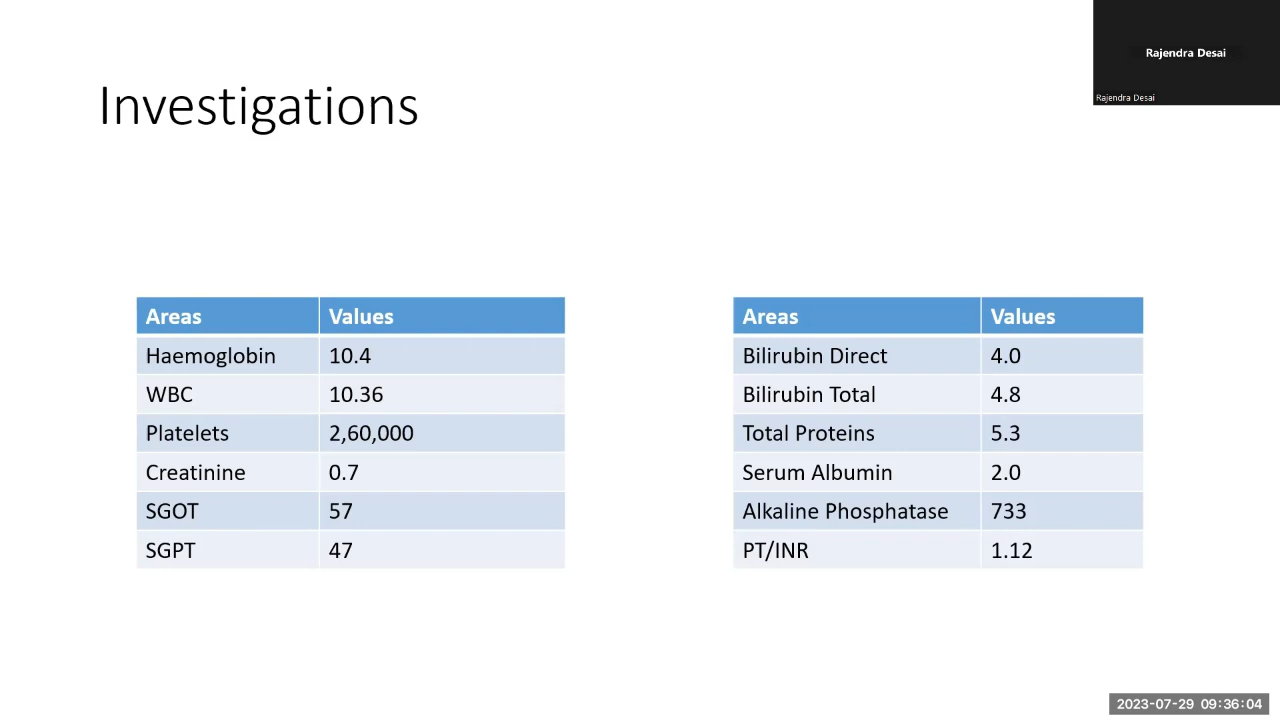 Rajendra Desai
Rajendra Desai
Investigations
Areas Values
Haemoglobin 10.4
WBC 10.36
Platelets 2,60,000
Creatinine 0.7
SGOT 57
SGPT 47
Areas Values
Bilirubin Direct 4.0
Bilirubin Total 4.8
Total Proteins 5.3
Serum Albumin 2.0
Alkaline Phosphatase 733
PT/INR 1.12
2023-07-29 09:36:04